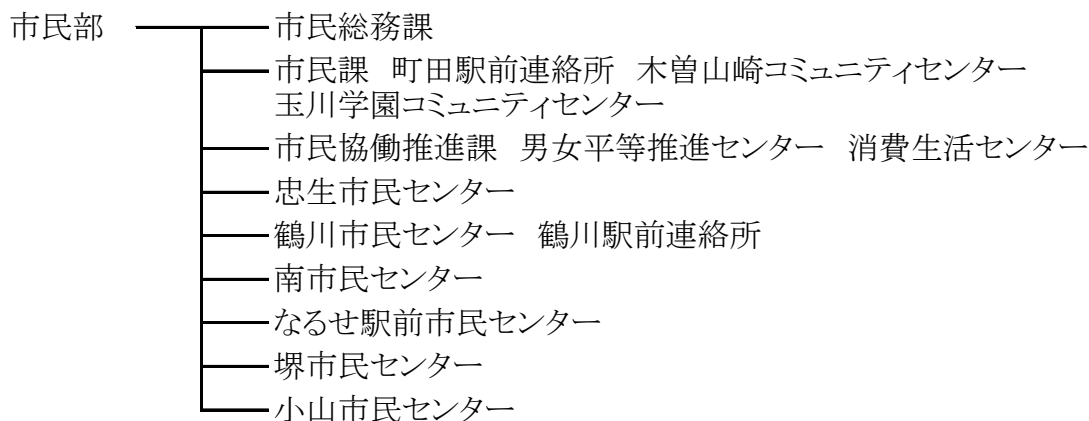 市民部 市民総務課
市民課 町田駅前連絡所 木曽山崎コミュニティセンター
玉川学園コミュニティセンター
市民協働推進課 男女平等推進センター 消費生活センター
忠生市民センター
鶴川市民センター 鶴川駅前連絡所
南市民センター
なるせ駅前市民センター
堺市民センター
小山市民センター